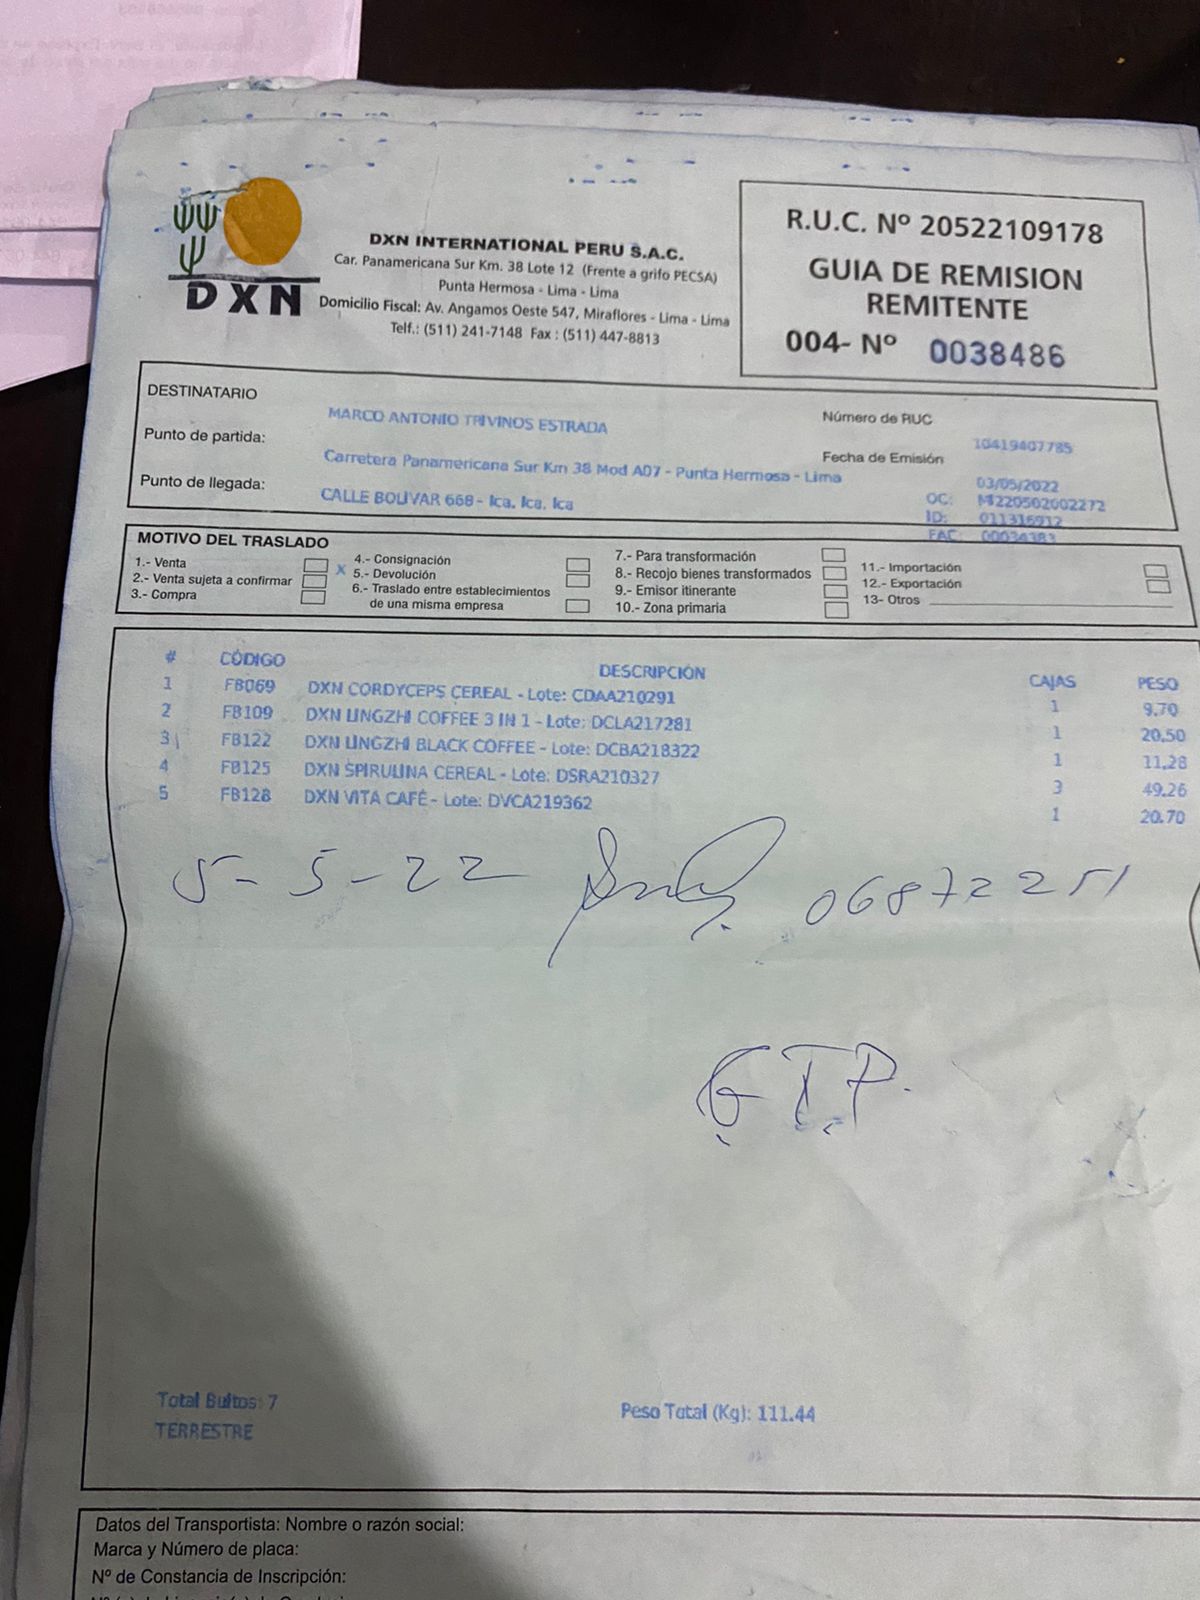 DXN
DXN INTERNATIONAL PERU S.A.C.
Car. Panamericana Sur Km. 38 Lote 12 (Frente a grifo PECSA)
Punta Hermosa - Lima - Lima
Domicilio Fiscal: Av. Angamos Oeste 547, Miraflores - Lima - Lima
Telf.: (511) 241-7148 Fax : (511) 447-8813
R.U.C. Nº 20522109178
GUIA DE REMISION
REMITENTE
004- Nº 0038486
DESTINATARIO MARCO ANTONIO TRIVINOS ESTRADA Número de RUC 10419407785
Punto de partida: Carretera Panamericana Sur Km 38 Mod A07 - Punta Hermosa - Lima Fecha de Emisión 03/05/2022
Punto de llegada: CALLE BOLIVAR 668 - Ica, Ica, Ica
OC: MI220502602272
ID: 011316912
FAC: 00034383
MOTIVO DEL TRASLADO
1.- Venta X
2.- Venta sujeta a confirmar
3.- Compra
4.- Consignación
5.- Devolución
6.- Traslado entre establecimientos
de una misma empresa
7.- Para transformación
8.- Recojo bienes transformados
9.- Emisor itinerante
10.- Zona primaria
11.- Importación
12.- Exportación
13- Otros
# CÓDIGO DESCRIPCIÓN CAJAS PESO
1 FB069 DXN CORDYCEPS CEREAL - Lote: CDAA210291 1 9.70
2 FB109 DXN LINGZHI COFFEE 3 IN 1 - Lote: DCLA217281 1 20.50
3 FB122 DXN LINGZHI BLACK COFFEE - Lote: DCBA218322 1 11.28
4 FB125 DXN SPIRULINA CEREAL - Lote: DSRA210327 3 49.26
5 FB128 DXN VITA CAFÉ - Lote: DVCA219362 1 20.70
5-5-22 06872251
G.T.P.
Total Bultos: 7 Peso Total (Kg): 111.44
TERRESTRE
Datos del Transportista: Nombre o razón social:
Marca y Número de placa:
Nº de Constancia de Inscripción: